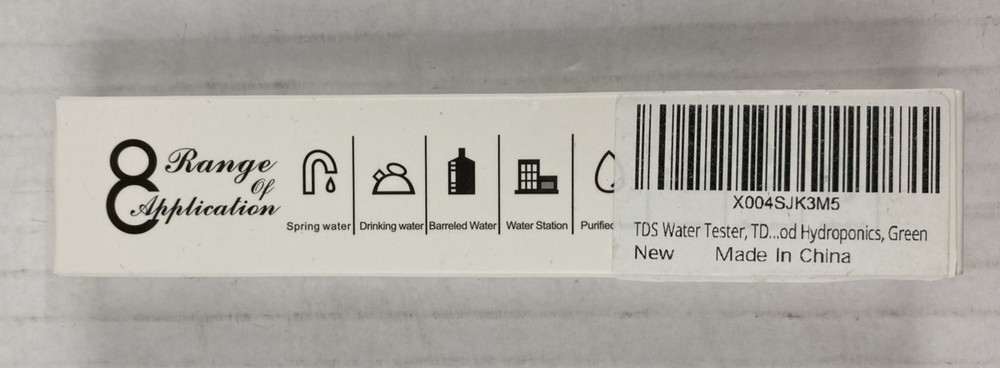 8 Range
Of
Application
Spring water
Drinking water
Barreled Water
Water Station
Purified
X004SJK3M5
TDS Water Tester, TD...od Hydroponics, Green
New Made In China